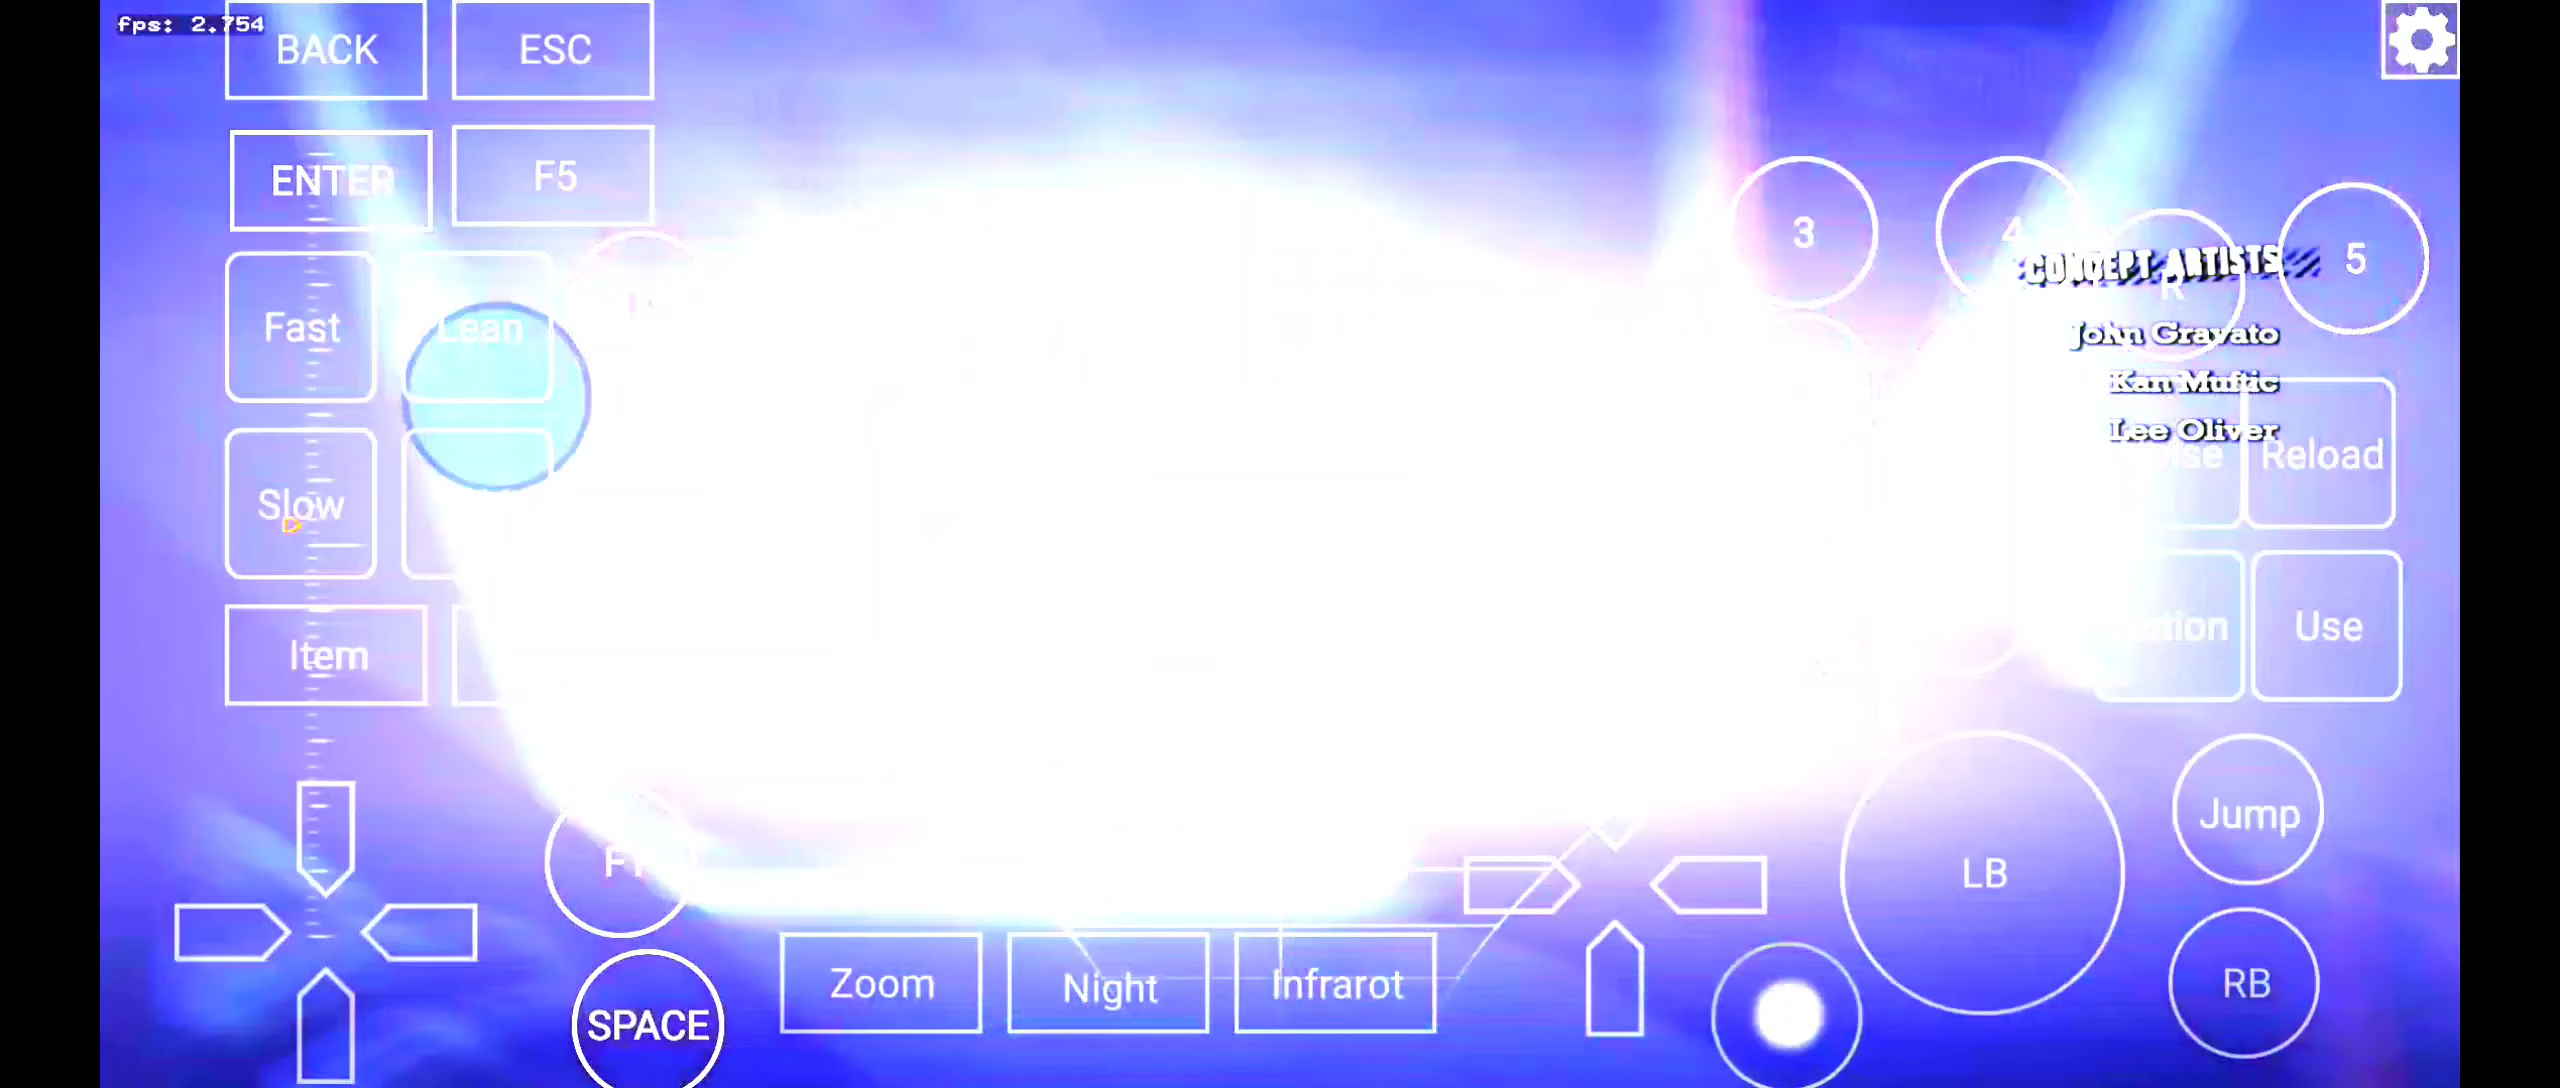 fps: 2.754
BACK
ESC
ENTER
F5
3
4
5
CONCEPT ARTISTS
R
Fast
Lean
John Gravato
Kan Muftic
Lee Oliver
Reload
Slow
Item
Use
Jump
LB
Zoom
Night
Infrarot
RB
SPACE